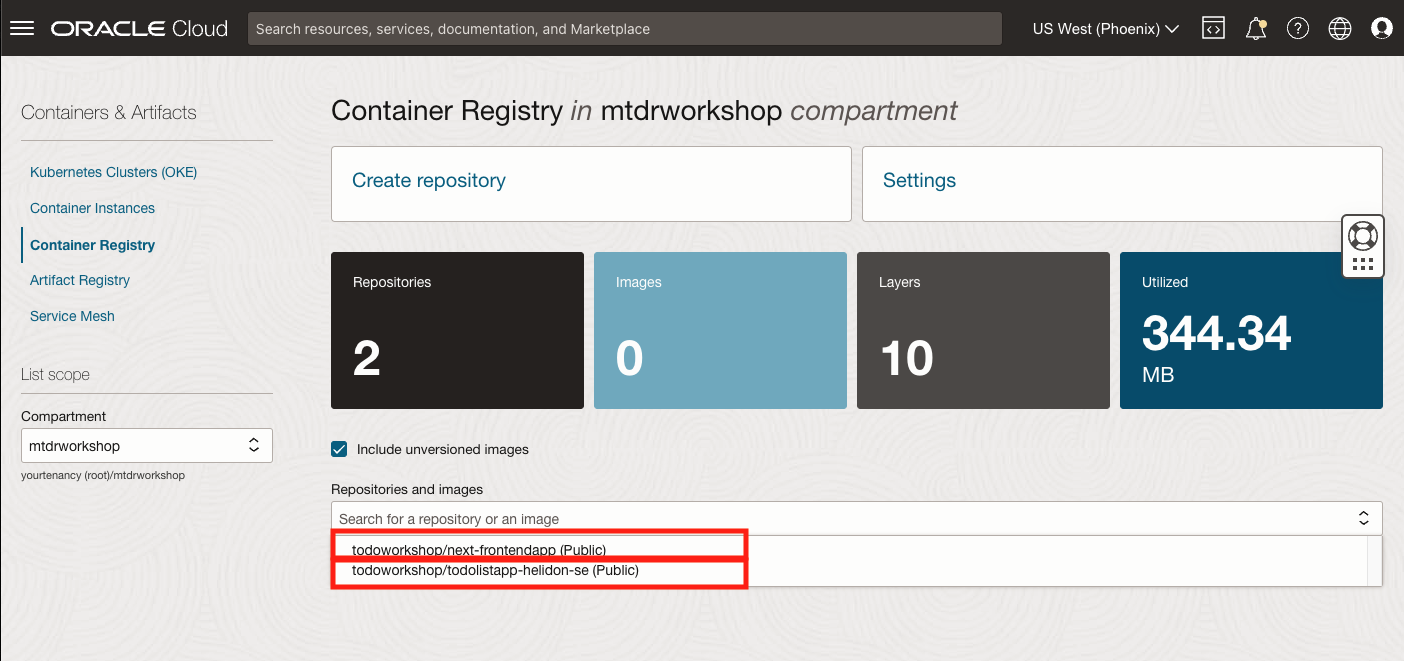 ORACLE Cloud
Search resources, services, documentation, and Marketplace
US West (Phoenix)
Containers & Artifacts
Kubernetes Clusters (OKE)
Container Instances
Container Registry
Artifact Registry
Service Mesh
List scope
Compartment
mtdrworkshop
yourtenancy (root)/mtdrworkshop
Container Registry in mtdrworkshop compartment
Create repository
Settings
Repositories
2
Images
0
Layers
10
Utilized
344.34
MB
Include unversioned images
Repositories and images
Search for a repository or an image
todoworkshop/next-frontendapp (Public)
todoworkshop/todolistapp-helidon-se (Public)